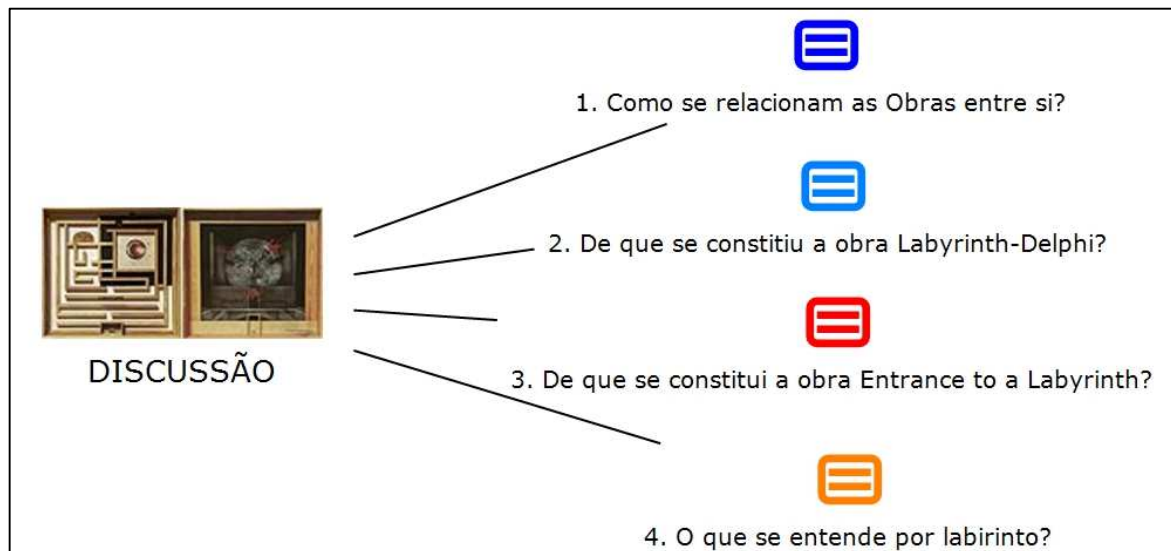 1. Como se relacionam as Obras entre si?
2. De que se constitiu a obra Labyrinth-Delphi?
DISCUSSÃO
3. De que se constitui a obra Entrance to a Labyrinth?
4. O que se entende por labirinto?